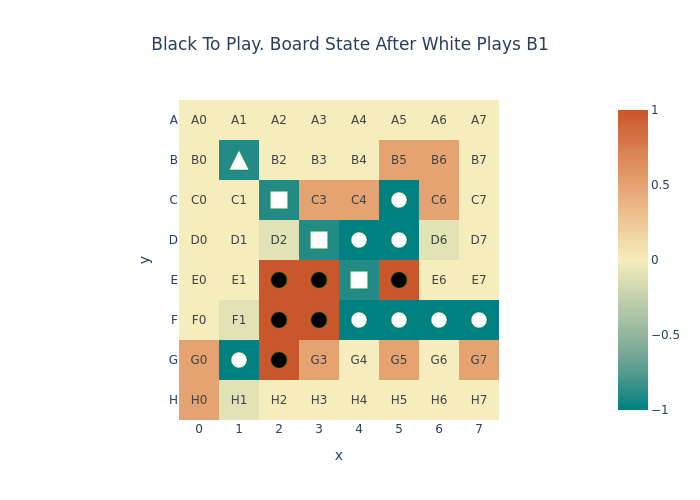 Black To Play. Board State After White Plays B1
A A0 A1 A2 A3 A4 A5 A6 A7
B B0 B2 B3 B4 B5 B6 B7
C C0 C1 C3 C4 C6 C7
D D0 D1 D2 D6 D7
E E0 E1 E6 E7
F F0 F1
G G0 G3 G4 G5 G6 G7
H H0 H1 H2 H3 H4 H5 H6 H7
0 1 2 3 4 5 6 7
x
y
1
0.5
0
−0.5
−1